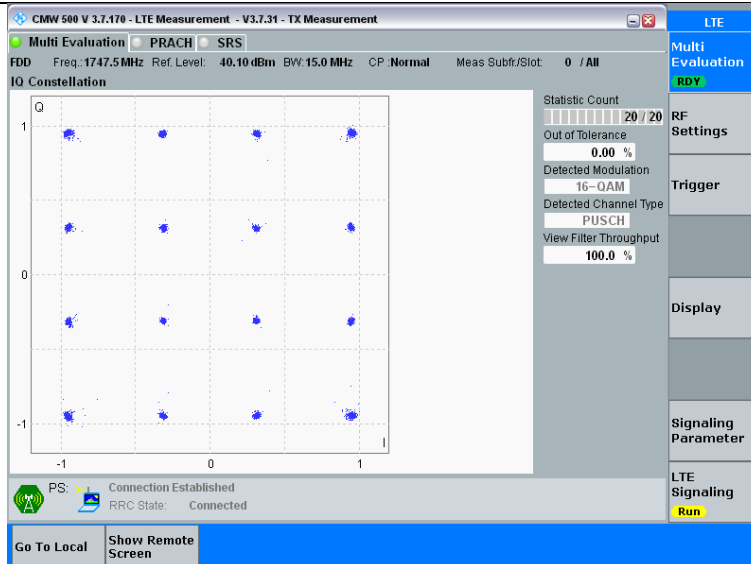 CMW 500 V 3.7.170 - LTE Measurement - V3.7.31 - TX Measurement
LTE
Multi Evaluation PRACH SRS
Multi
Evaluation
RDY
FDD Freq.: 1747.5 MHz Ref. Level: 40.10 dBm BW: 15.0 MHz CP : Normal Meas Subfr./Slot: 0 / All
IQ Constellation
Q
1
0
-1
-1 0 1
I
Statistic Count
20 / 20
Out of Tolerance
0.00 %
Detected Modulation
16-QAM
Detected Channel Type
PUSCH
View Filter Throughput
100.0 %
RF
Settings
Trigger
Display
Signaling
Parameter
LTE
Signaling
Run
PS: Connection Established
RRC State: Connected
Go To Local
Show Remote
Screen